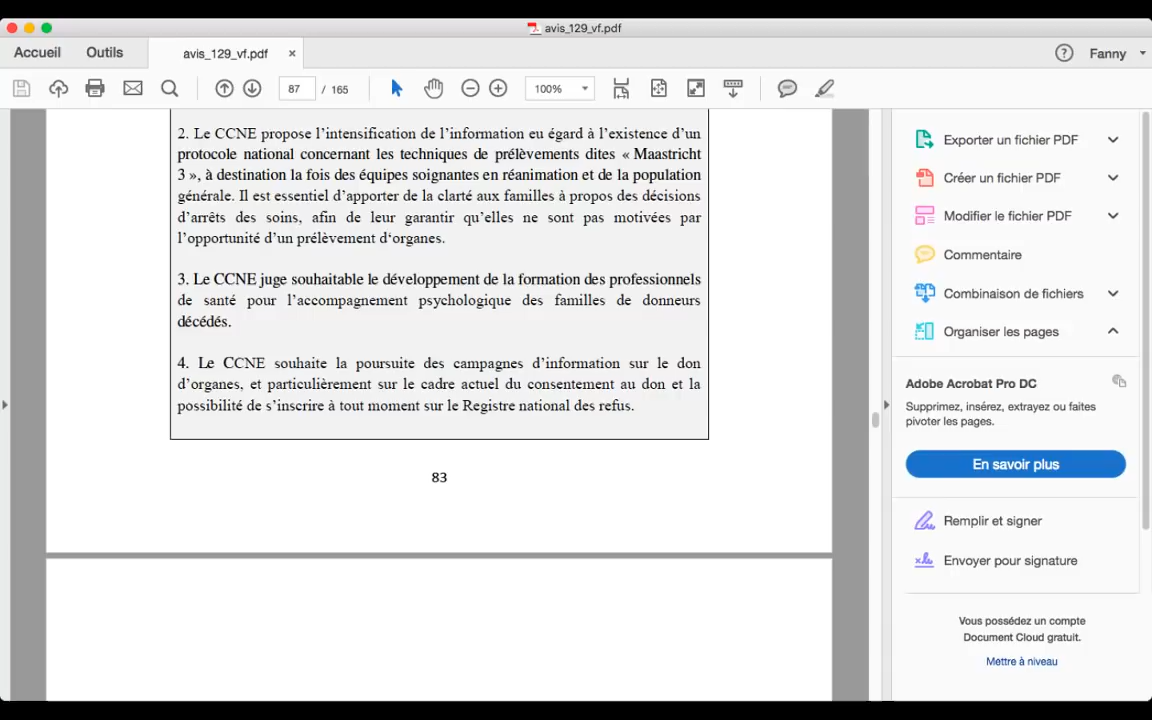 avis_129_vf.pdf
Accueil
Outils
avis_129_vf.pdf
×
?
Fanny
87
/ 165
100%
2. Le CCNE propose l’intensification de l’information eu égard à l’existence d’un
protocole national concernant les techniques de prélèvements dites « Maastricht
3 », à destination la fois des équipes soignantes en réanimation et de la population
générale. Il est essentiel d’apporter de la clarté aux familles à propos des décisions
d’arrêts des soins, afin de leur garantir qu’elles ne sont pas motivées par
l’opportunité d’un prélèvement d‘organes.
3. Le CCNE juge souhaitable le développement de la formation des professionnels
de santé pour l’accompagnement psychologique des familles de donneurs
décédés.
4. Le CCNE souhaite la poursuite des campagnes d’information sur le don
d’organes, et particulièrement sur le cadre actuel du consentement au don et la
possibilité de s’inscrire à tout moment sur le Registre national des refus.
83
Exporter un fichier PDF
Créer un fichier PDF
Modifier le fichier PDF
Commentaire
Combinaison de fichiers
Organiser les pages
Adobe Acrobat Pro DC
Supprimez, insérez, extrayez ou faites
pivoter les pages.
En savoir plus
Remplir et signer
Envoyer pour signature
Vous possédez un compte
Document Cloud gratuit.
Mettre à niveau